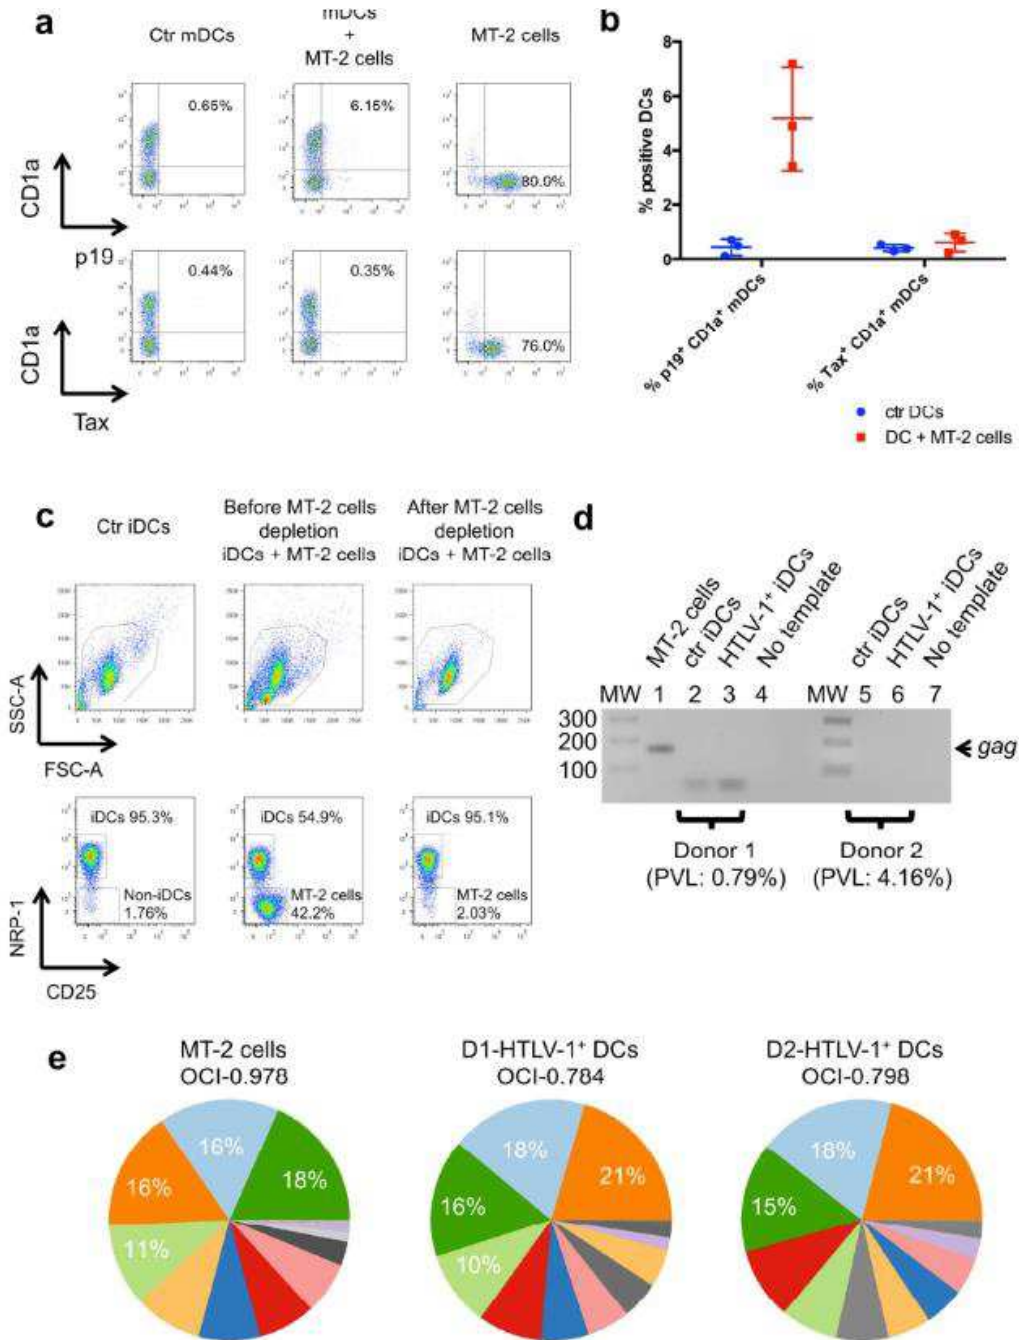 a
Ctr mDCs
mDCs
+
MT-2 cells
MT-2 cells
0.65%
6.15%
80.0%
CD1a
p19
0.44%
0.35%
76.0%
CD1a
Tax
b
% positive DCs
8
6
4
2
0
% p19⁺ CD1a⁺ mDCs
% Tax⁺ CD1a⁺ mDCs
ctr DCs
DC + MT-2 cells
c
Ctr iDCs
Before MT-2 cells
depletion
iDCs + MT-2 cells
After MT-2 cells
depletion
iDCs + MT-2 cells
SSC-A
FSC-A
iDCs 95.3%
Non-iDCs
1.76%
iDCs 54.9%
MT-2 cells
42.2%
iDCs 95.1%
MT-2 cells
2.03%
NRP-1
CD25
d
MT-2 cells
ctr iDCs
HTLV-1⁺ iDCs
No template
ctr iDCs
HTLV-1⁺ iDCs
No template
MW 1 2 3 4 MW 5 6 7
300
200
100
gag
Donor 1
(PVL: 0.79%)
Donor 2
(PVL: 4.16%)
e
MT-2 cells
OCI-0.978
16%
18%
16%
11%
D1-HTLV-1⁺ DCs
OCI-0.784
18%
21%
16%
10%
D2-HTLV-1⁺ DCs
OCI-0.798
18%
21%
15%